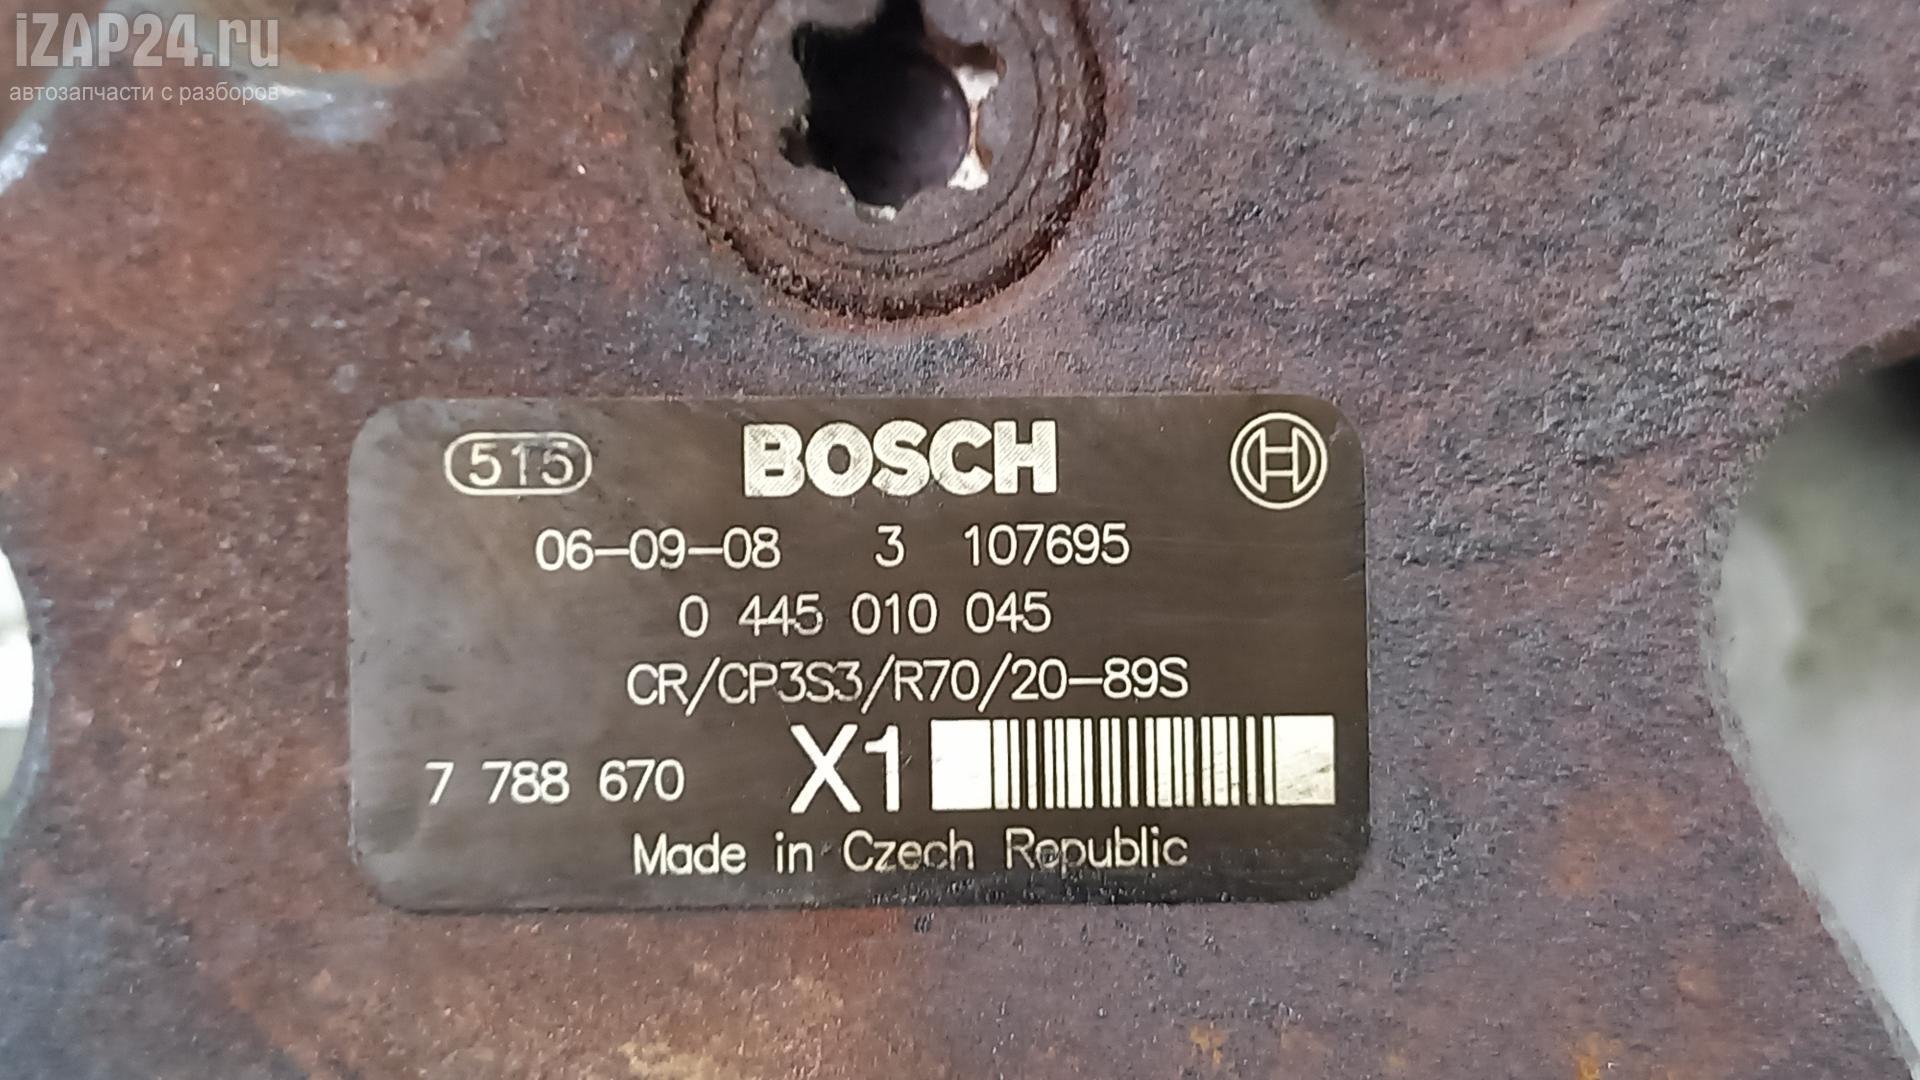 iZAP24.ru
автозапчасти с разборов
515 BOSCH
06-09-08 3 107695
0 445 010 045
CR/CP3S3/R70/20-89S
7 788 670 X1
Made in Czech Republic